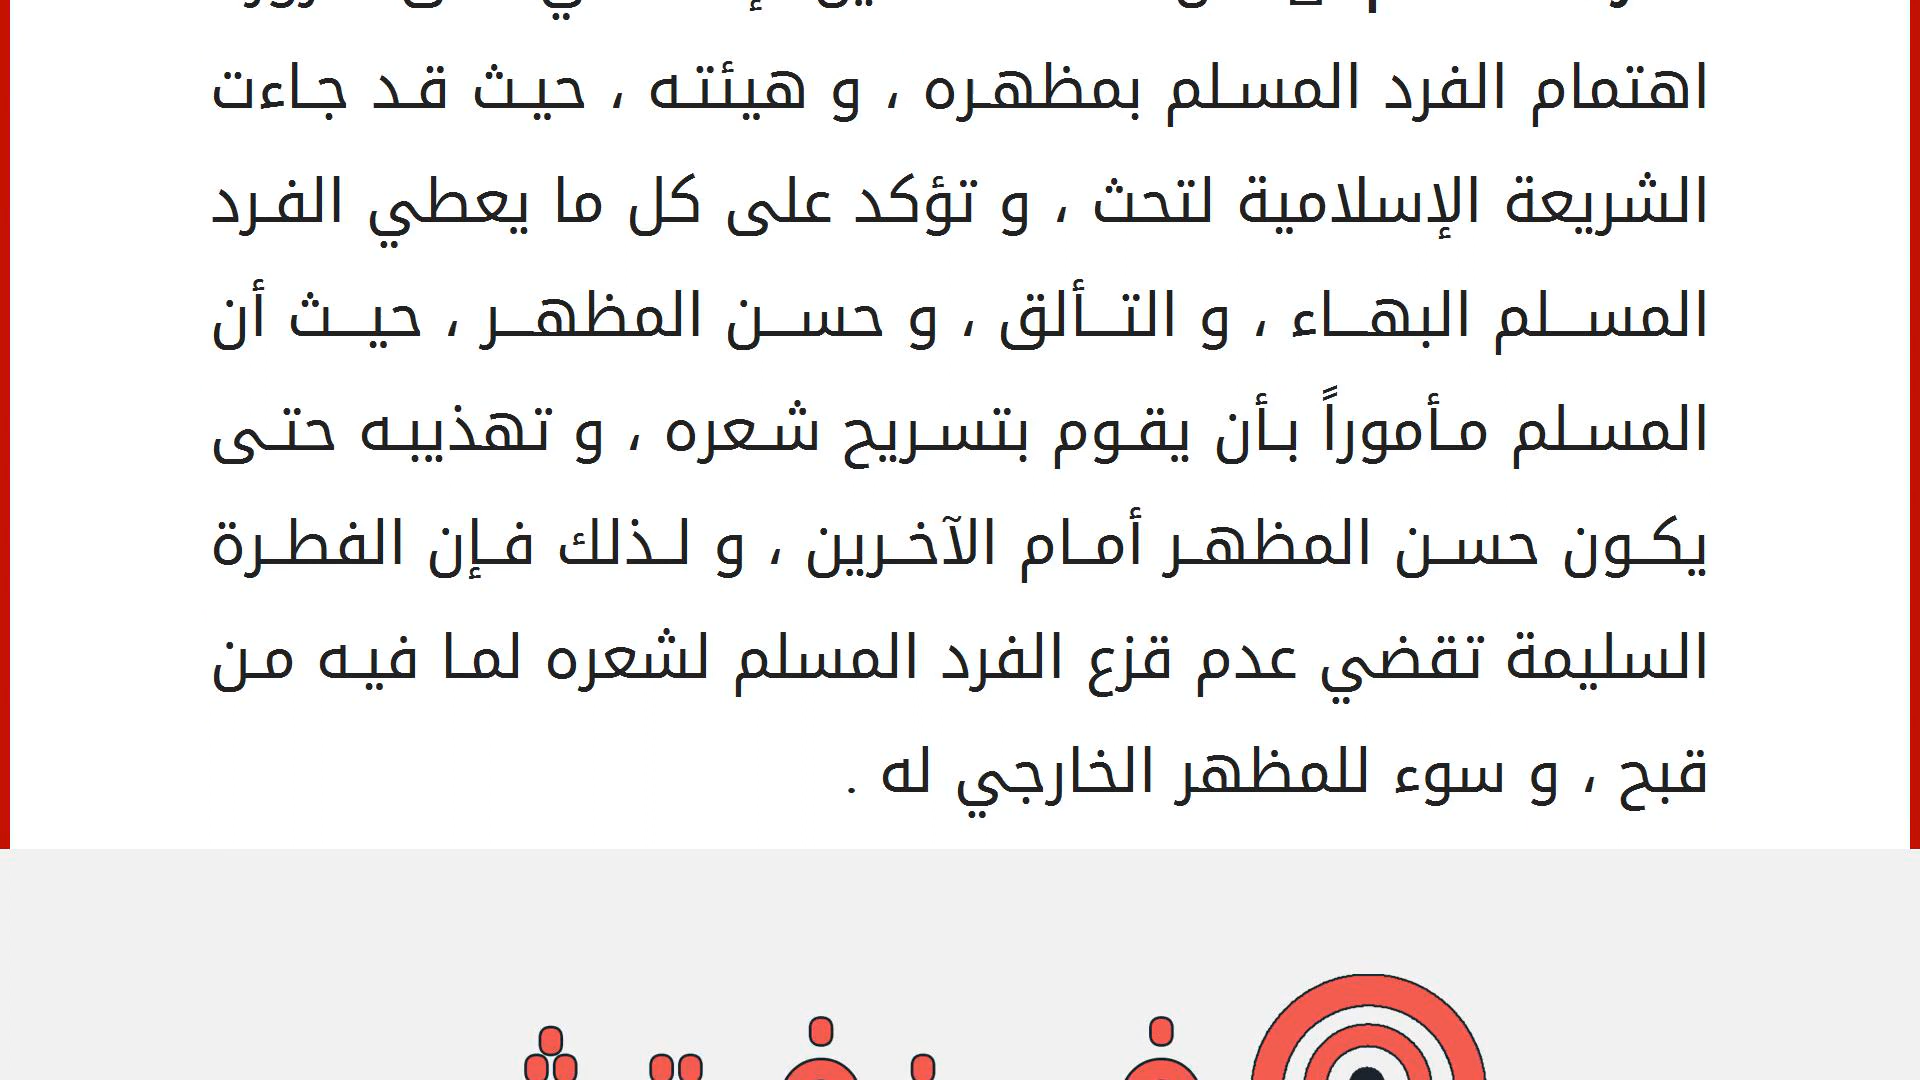 اهتمام الفرد المسلم بمظهره ، و هيئته ، حيث قد جاءت
الشريعة الإسلامية لتحث ، و تؤكد على كل ما يعطي الفرد
المسلم البهاء ، و التألق ، و حسن المظهر ، حيث أن
المسلم مأموراً بأن يقوم بتسريح شعره ، و تهذيبه حتى
يكون حسن المظهر أمام الآخرين ، و لذلك فإن الفطرة
السليمة تقضي عدم قزع الفرد المسلم لشعره لما فيه من
قبح ، و سوء للمظهر الخارجي له .